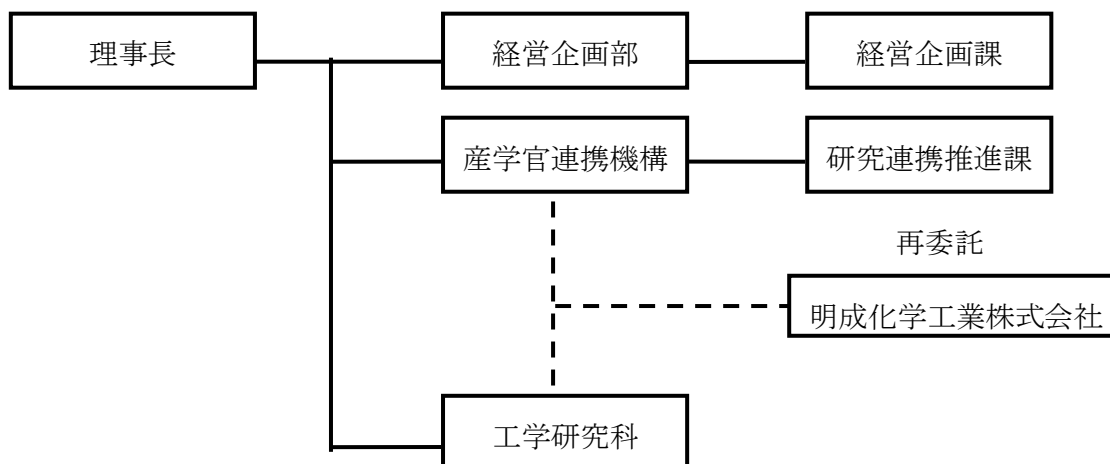 理事長
経営企画部
経営企画課
産学官連携機構
研究連携推進課
再委託
明成化学工業株式会社
工学研究科